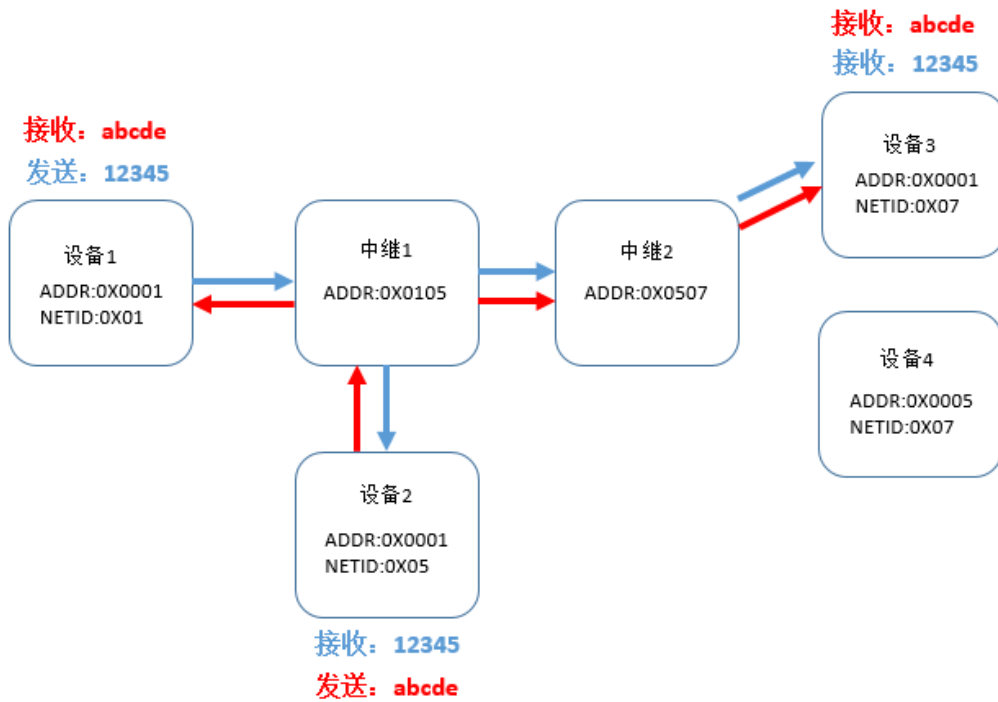 接收：abcde
接收：12345
设备3
ADDR:0X0001
NETID:0X07
接收：abcde
发送：12345
设备1
ADDR:0X0001
NETID:0X01
中继1
ADDR:0X0105
中继2
ADDR:0X0507
设备4
ADDR:0X0005
NETID:0X07
设备2
ADDR:0X0001
NETID:0X05
接收：12345
发送：abcde